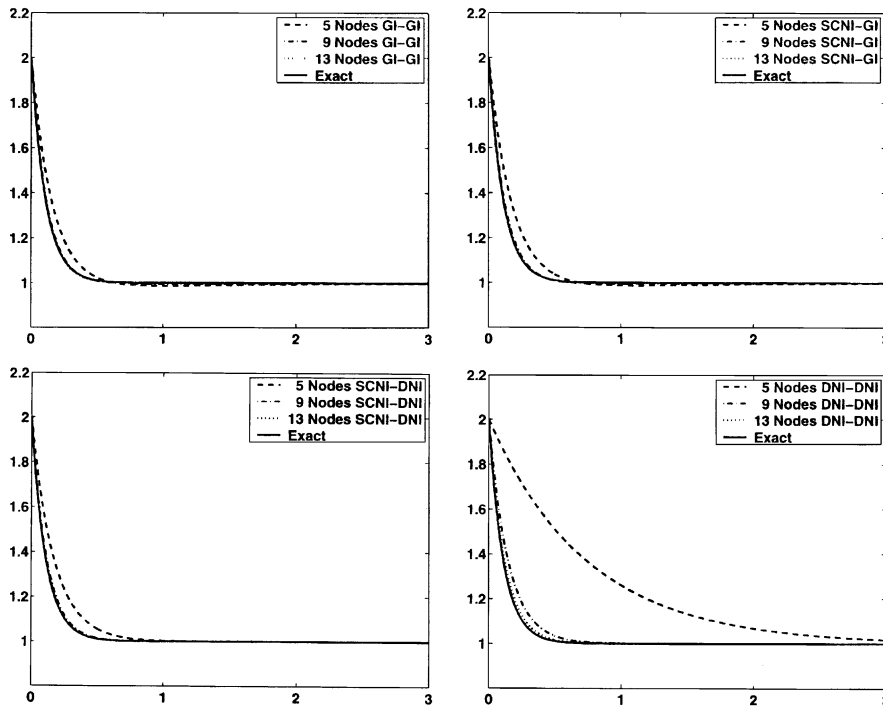 2.2
2
1.8
1.6
1.4
1.2
1
0 1 2 3
5 Nodes GI-GI
9 Nodes GI-GI
13 Nodes GI-GI
Exact
2.2
2
1.8
1.6
1.4
1.2
1
0 1 2
5 Nodes SCNI-GI
9 Nodes SCNI-GI
13 Nodes SCNI-GI
Exact
2.2
2
1.8
1.6
1.4
1.2
1
0 1 2 3
5 Nodes SCNI-DNI
9 Nodes SCNI-DNI
13 Nodes SCNI-DNI
Exact
2.2
2
1.8
1.6
1.4
1.2
1
0 1 2
5 Nodes DNI-DNI
9 Nodes DNI-DNI
13 Nodes DNI-DNI
Exact